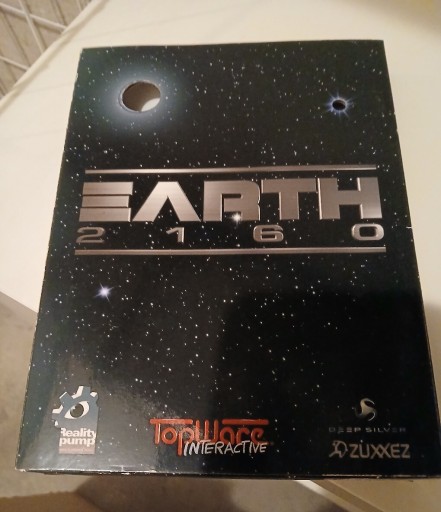 EARTH
2160
Reality
pump
TopWare
INTERACTIVE
DEEP SILVER
ZUXXEZ